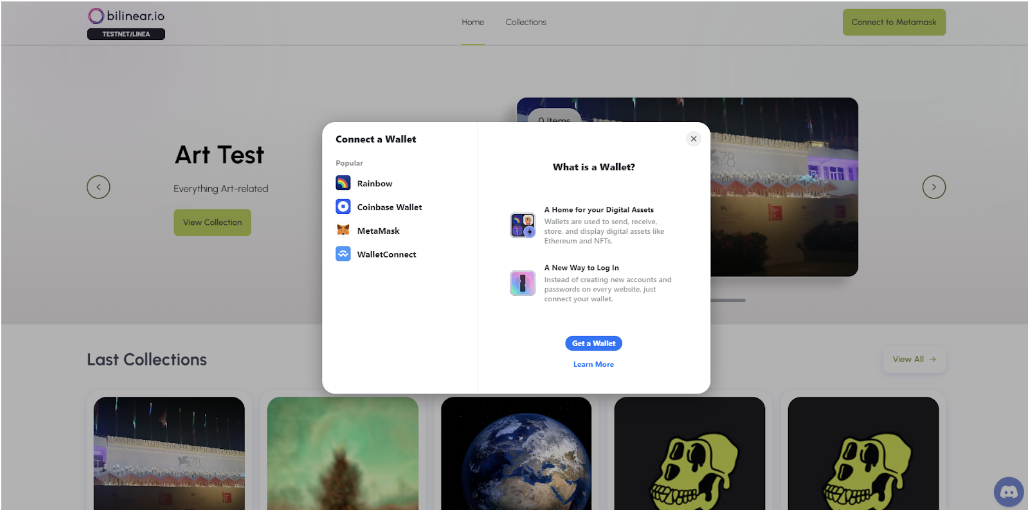 bilinear.io
TESTNET/LINEA
Home
Collections
Connect to Metamask
Art Test
Everything Art-related
View Collection
0 Items
Connect a Wallet
Popular
Rainbow
Coinbase Wallet
MetaMask
WalletConnect
What is a Wallet?
A Home for your Digital Assets
Wallets are used to send, receive,
store, and display digital assets like
Ethereum and NFTs.
A New Way to Log In
Instead of creating new accounts and
passwords on every website, just
connect your wallet.
Get a Wallet
Learn More
Last Collections
View All →